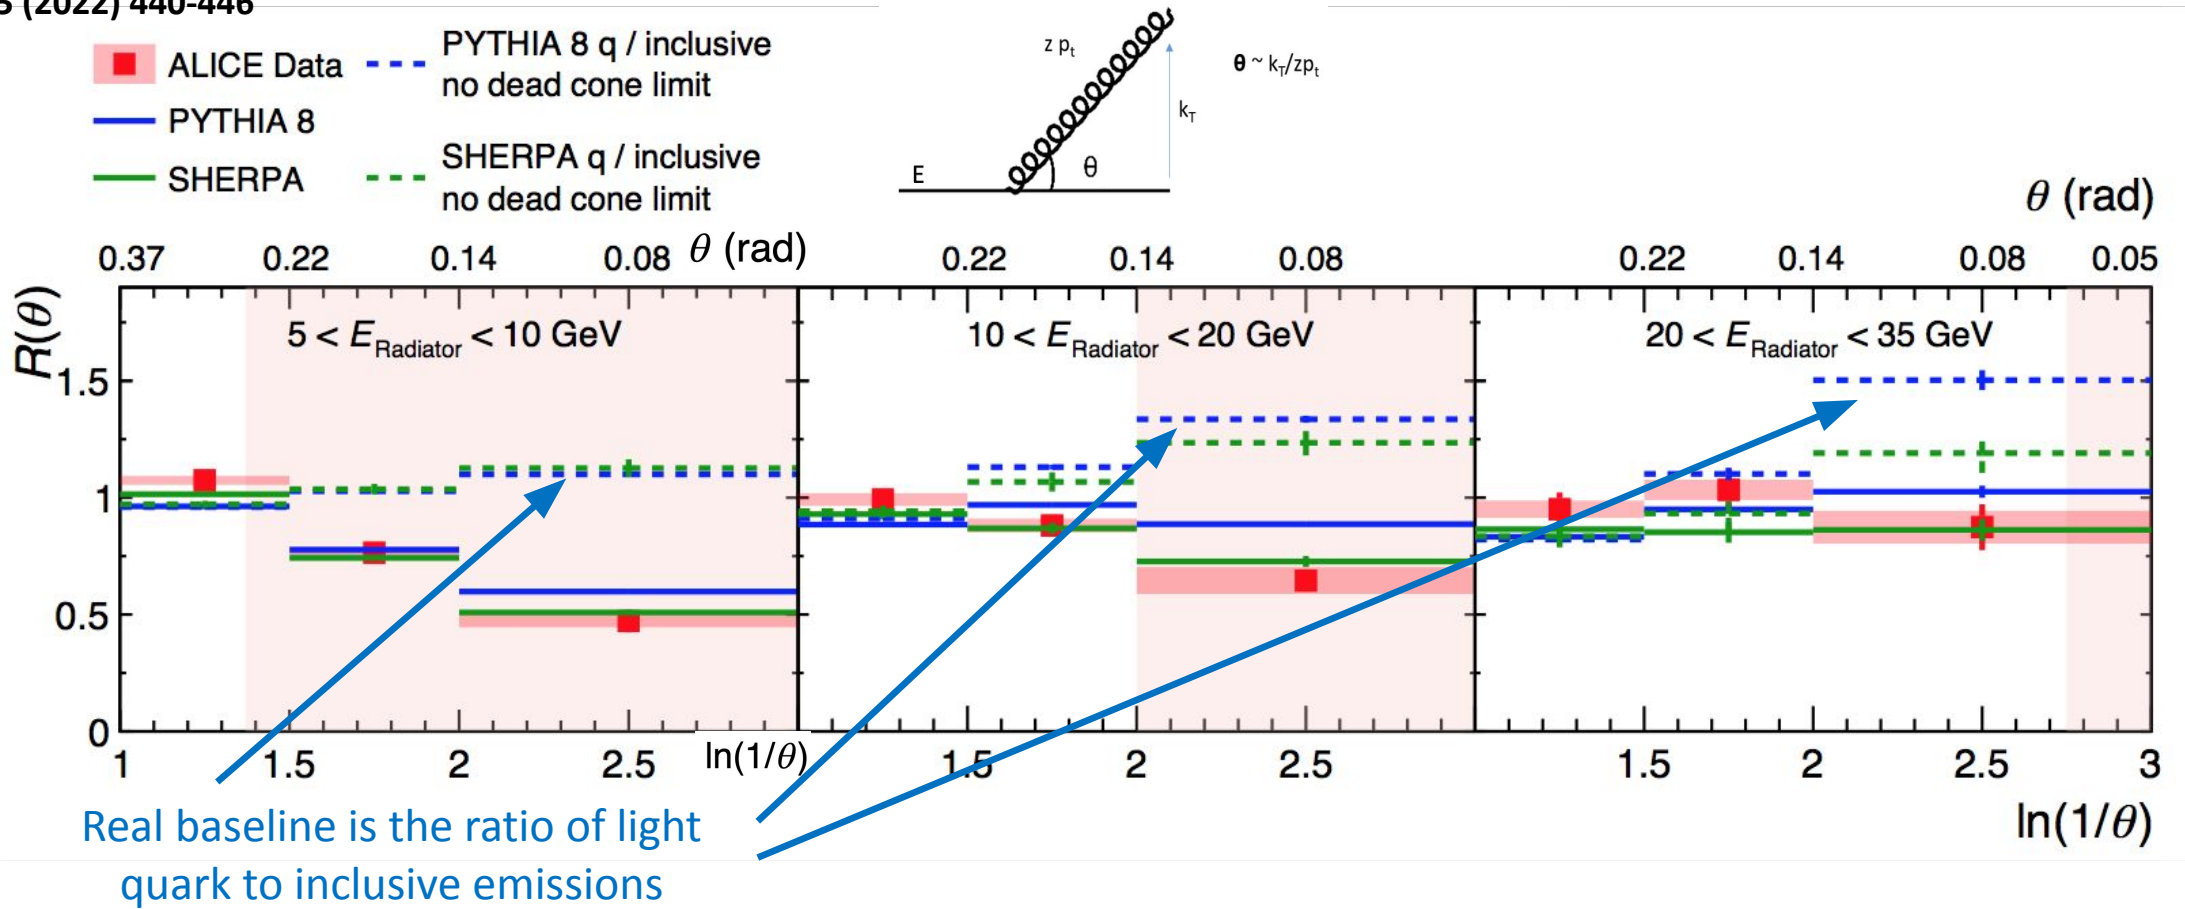 5 (2022) 440-446
ALICE Data
PYTHIA 8
SHERPA
PYTHIA 8 q / inclusive
no dead cone limit
SHERPA q / inclusive
no dead cone limit
z pₜ
θ ~ k_T/zpₜ
k_T
E
θ
θ (rad)
0.37 0.22 0.14 0.08 θ (rad) 0.22 0.14 0.08 0.22 0.14 0.08 0.05
R(θ)
5 < E_Radiator < 10 GeV
10 < E_Radiator < 20 GeV
20 < E_Radiator < 35 GeV
1.5
1
0.5
0
1 1.5 2 2.5 ln(1/θ) 1.5 2 2.5 1.5 2 2.5 3
ln(1/θ)
Real baseline is the ratio of light
quark to inclusive emissions